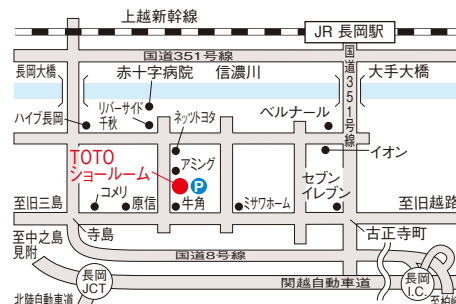 上越新幹線
JR 長岡駅
国道351号線
長岡大橋
赤十字病院
信濃川
国道351号線
大手大橋
ハイブ長岡
リバーサイド
千秋
ネッツトヨタ
ベルナール
TOTO
ショールーム
アミング
P
イオン
コメリ
原信
牛角
ミサワホーム
セブン
イレブン
至旧三島
至旧越路
寺島
古正寺町
至中之島
見附
国道8号線
長岡
JCT
関越自動車道
長岡
I.C.
北陸自動車道
至柏崎